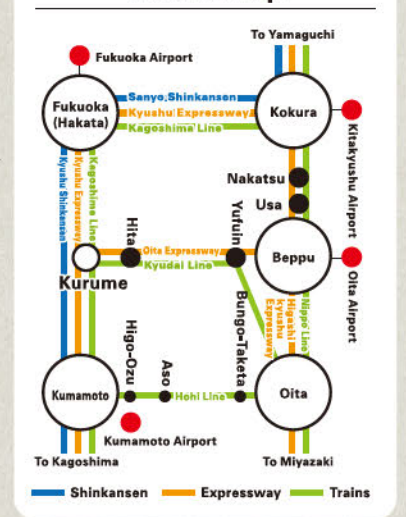 To Yamaguchi
Fukuoka Airport
Fukuoka
(Hakata)
Sanyo Shinkansen
Kyushu Expressway
Kagoshima Line
Kokura
Kitakyushu Airport
Nakatsu
Usa
Kyushu Shinkansen
Kyushu Expressway
Kagoshima Line
Hita
Oita Expressway
Kyudai Line
Yufuin
Beppu
Oita Airport
Kurume
Higashi
kyushu
Expressway
Nippo Line
Kumamoto
Higo-Ozu
Aso
Hohi Line
Bungo-Taketa
Oita
Kumamoto Airport
To Kagoshima
To Miyazaki
Shinkansen
Expressway
Trains